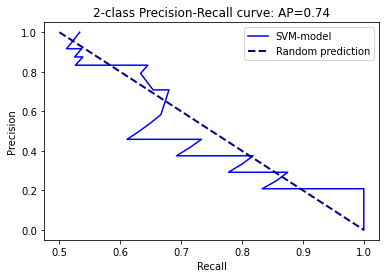 2-class Precision-Recall curve: AP=0.74
SVM-model
Random prediction
Precision
1.0
0.8
0.6
0.4
0.2
0.0
0.5 0.6 0.7 0.8 0.9 1.0
Recall